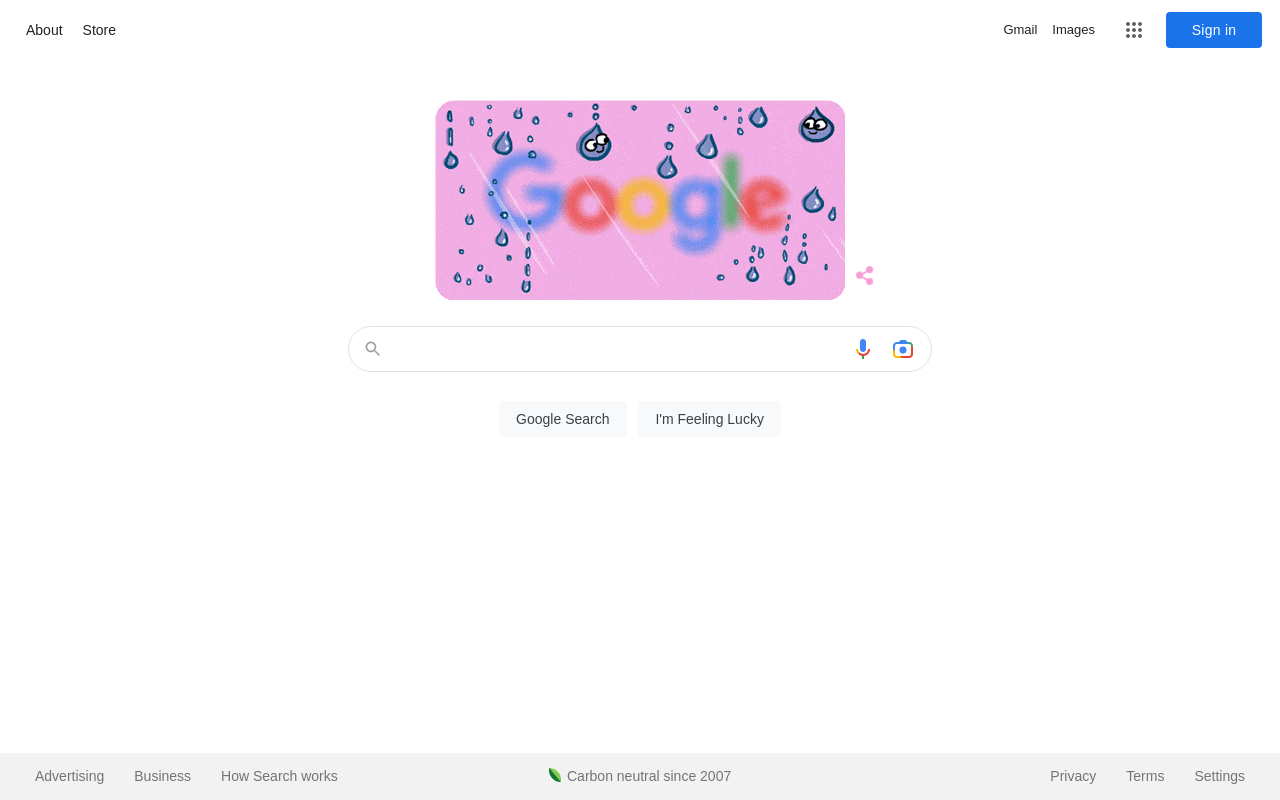 About Store Gmail Images Sign in
Google
Google Search I'm Feeling Lucky
Advertising Business How Search works Carbon neutral since 2007 Privacy Terms Settings